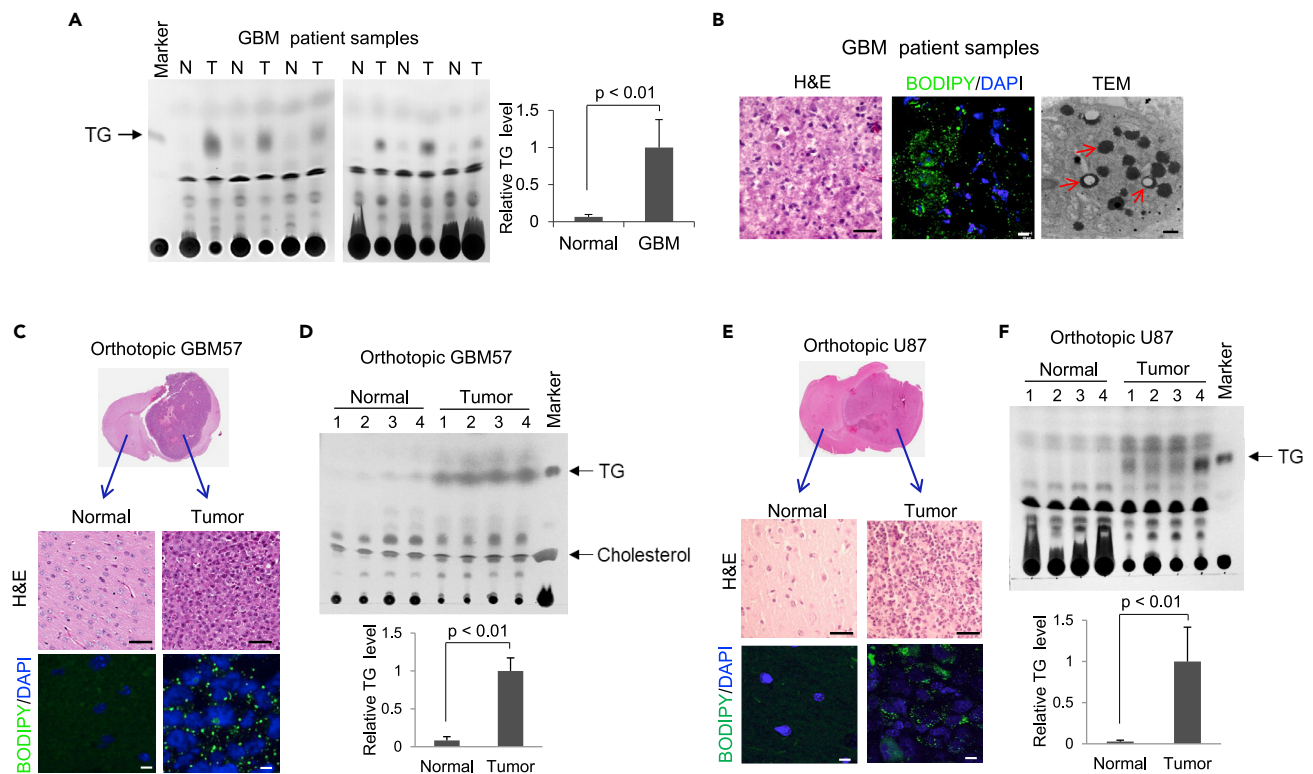 A
GBM patient samples
Marker
N T N T N T
N T N T N T
TG
p < 0.01
Relative TG level
1.5
1
0.5
0
Normal GBM
B
GBM patient samples
H&E BODIPY/DAPI TEM
C
Orthotopic GBM57
Normal Tumor
H&E
BODIPY/DAPI
D
Orthotopic GBM57
Normal Tumor Marker
1 2 3 4 1 2 3 4
TG
Cholesterol
p < 0.01
Relative TG level
1.5
1
0.5
0
Normal Tumor
E
Orthotopic U87
Normal Tumor
H&E
BODIPY/DAPI
F
Orthotopic U87
Normal Tumor Marker
1 2 3 4 1 2 3 4
TG
p < 0.01
Relative TG level
1.5
1
0.5
0
Normal Tumor